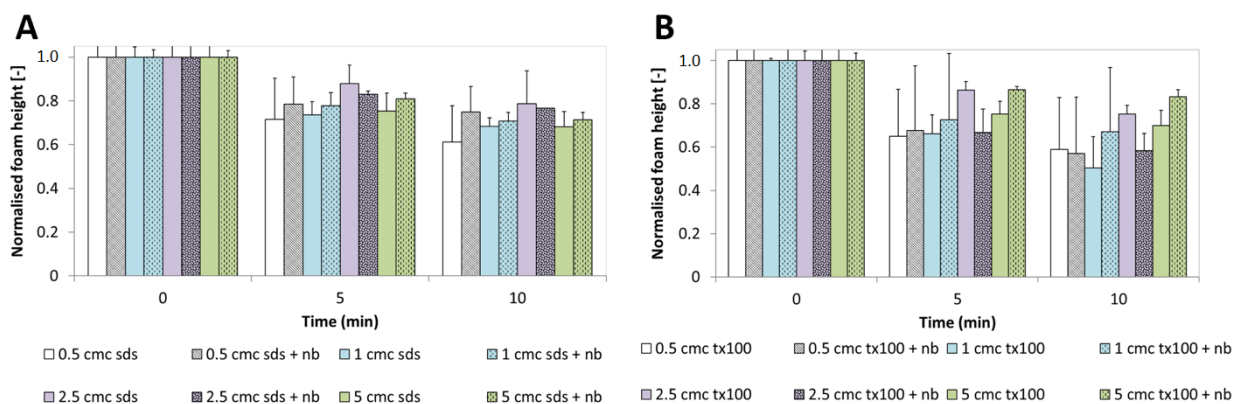 A
Normalised foam height [-]
1.0
0.8
0.6
0.4
0.2
0
0 5 10
Time (min)
0.5 cmc sds 0.5 cmc sds + nb 1 cmc sds 1 cmc sds + nb
2.5 cmc sds 2.5 cmc sds + nb 5 cmc sds 5 cmc sds + nb
B
Normalised foam height [-]
1.0
0.8
0.6
0.4
0.2
0
0 5 10
Time (min)
0.5 cmc tx100 0.5 cmc tx100 + nb 1 cmc tx100 1 cmc tx100 + nb
2.5 cmc tx100 2.5 cmc tx100 + nb 5 cmc tx100 5 cmc tx100 + nb